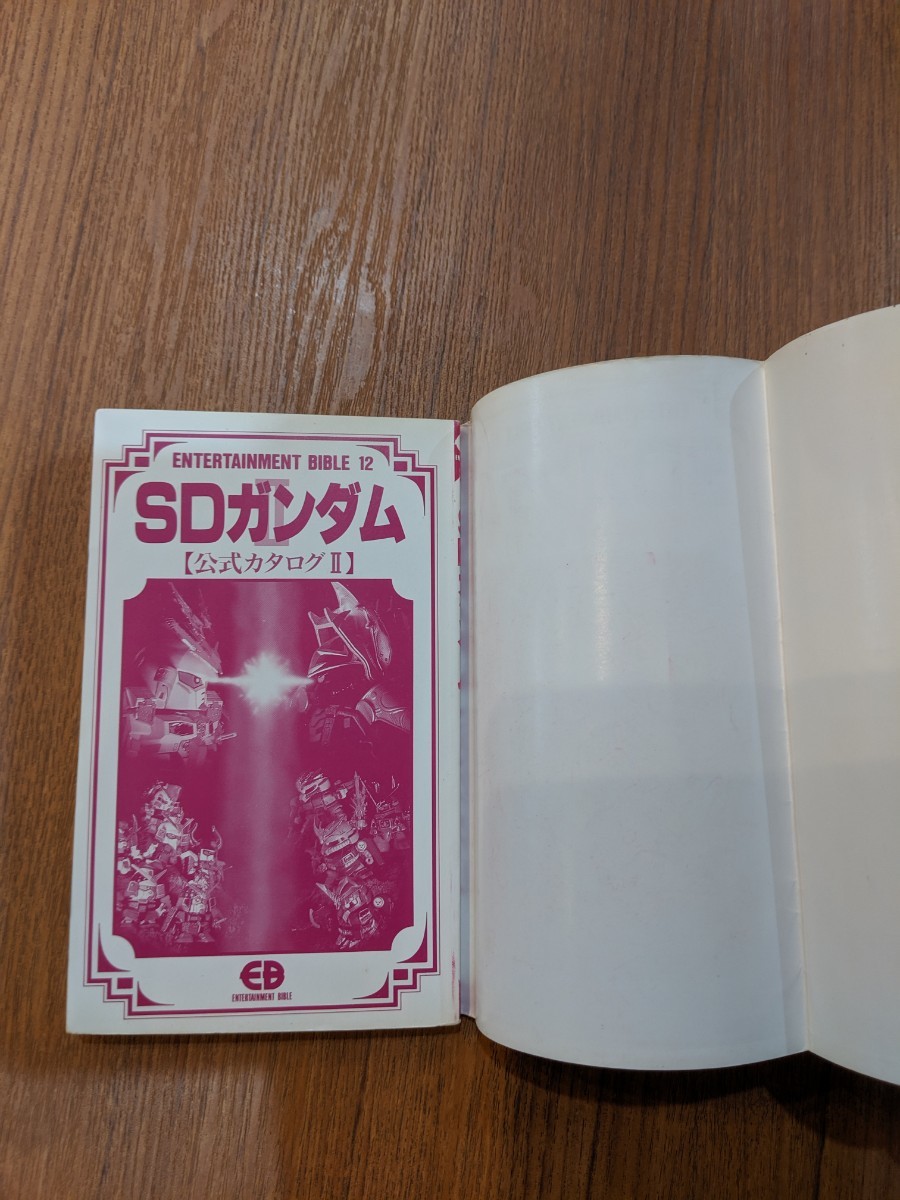 ENTERTAINMENT BIBLE 12
SDガンダム
II
【公式カタログⅡ】
EB
ENTERTAINMENT BIBLE